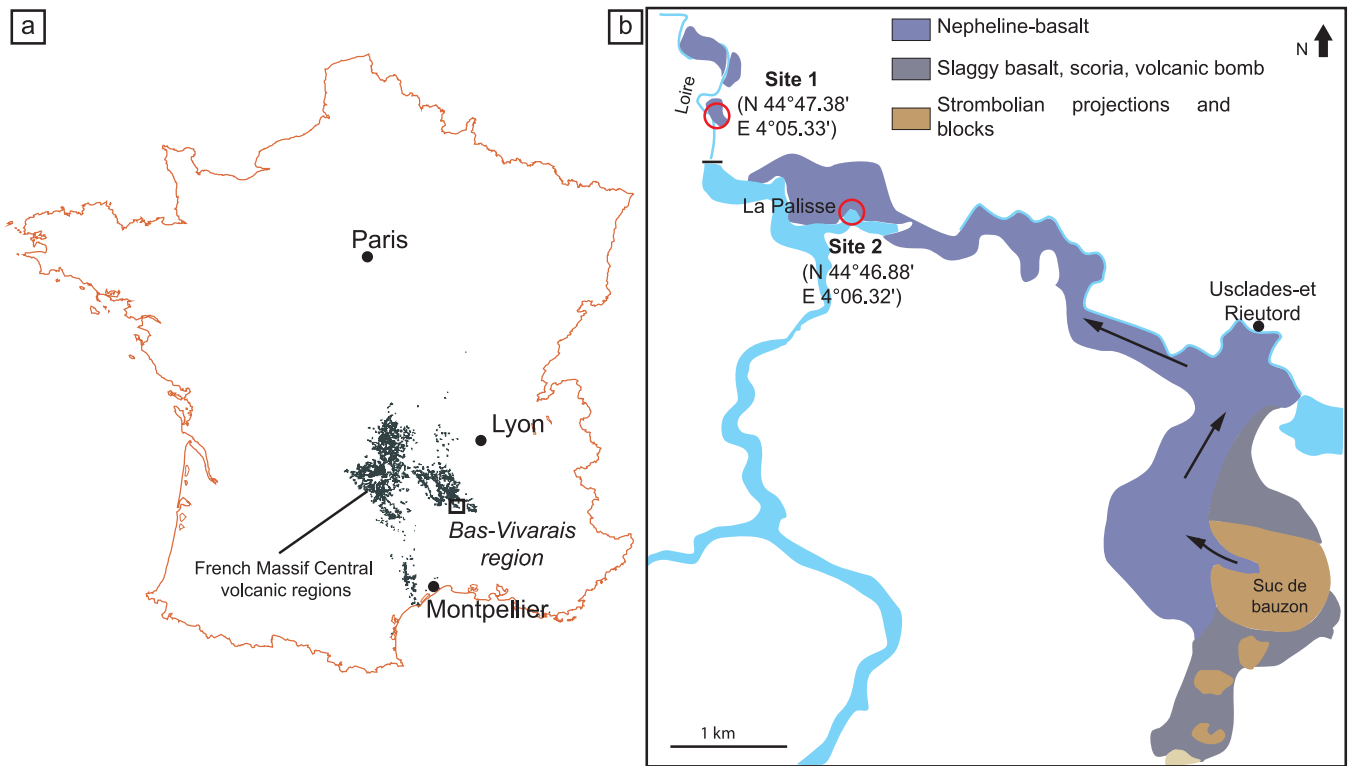 a
Paris
Lyon
Bas-Vivarais
region
French Massif Central
volcanic regions
Montpellier
b
Nepheline-basalt
Slaggy basalt, scoria, volcanic bomb
Strombolian projections and
blocks
N
Loire
Site 1
(N 44°47.38'
E 4°05.33')
La Palisse
Site 2
(N 44°46.88'
E 4°06.32')
Usclades-et
Rieutord
Suc de
bauzon
1 km